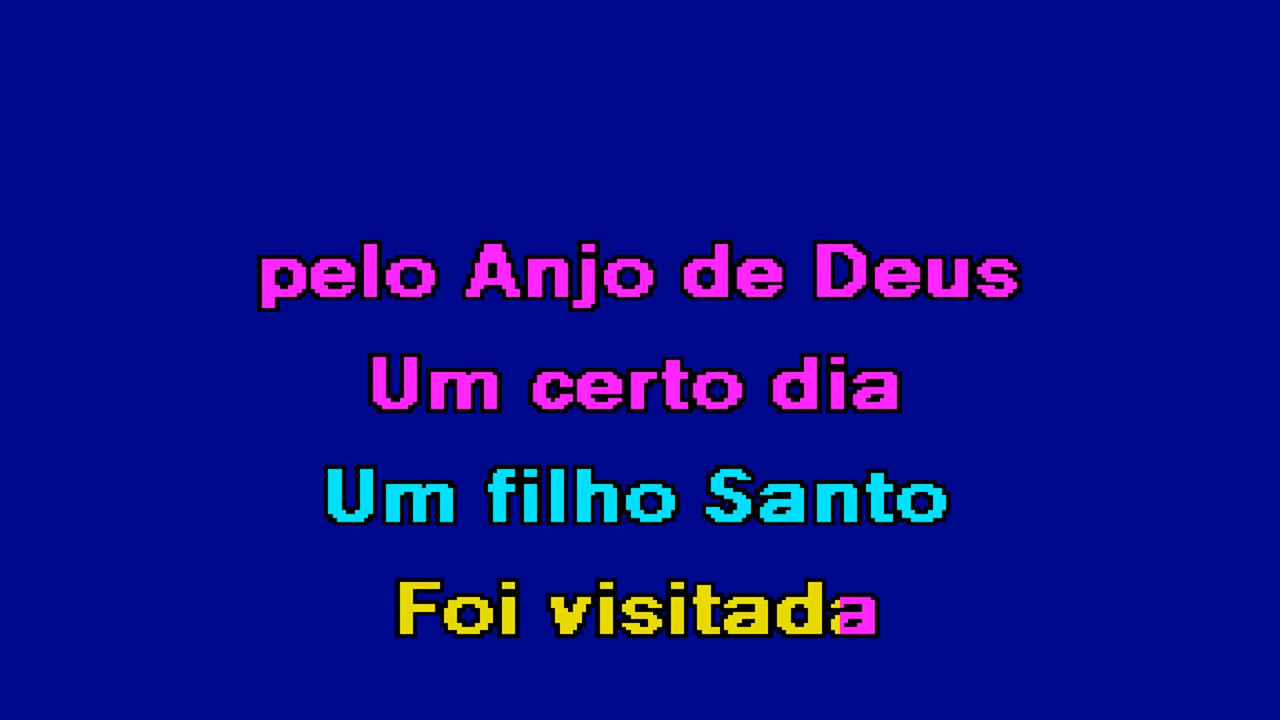 pelo Anjo de Deus
Um certo dia
Um filho Santo
Foi visitada